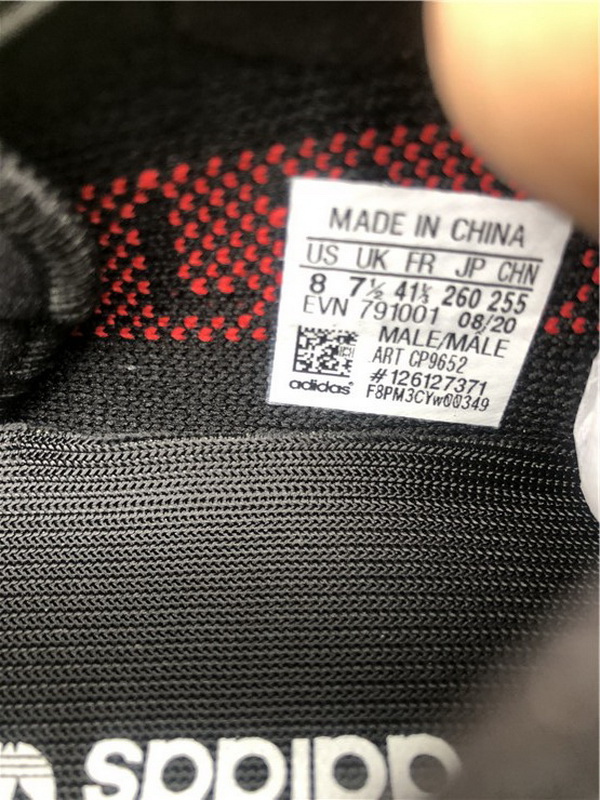 MADE IN CHINA
US UK FR JP CHN
8 7½ 41⅓ 260 255
EVN 791001 08/20
MALE/MÂLE
ART CP9652
#126127371
adidas® F8PM3CYw00349
adidas